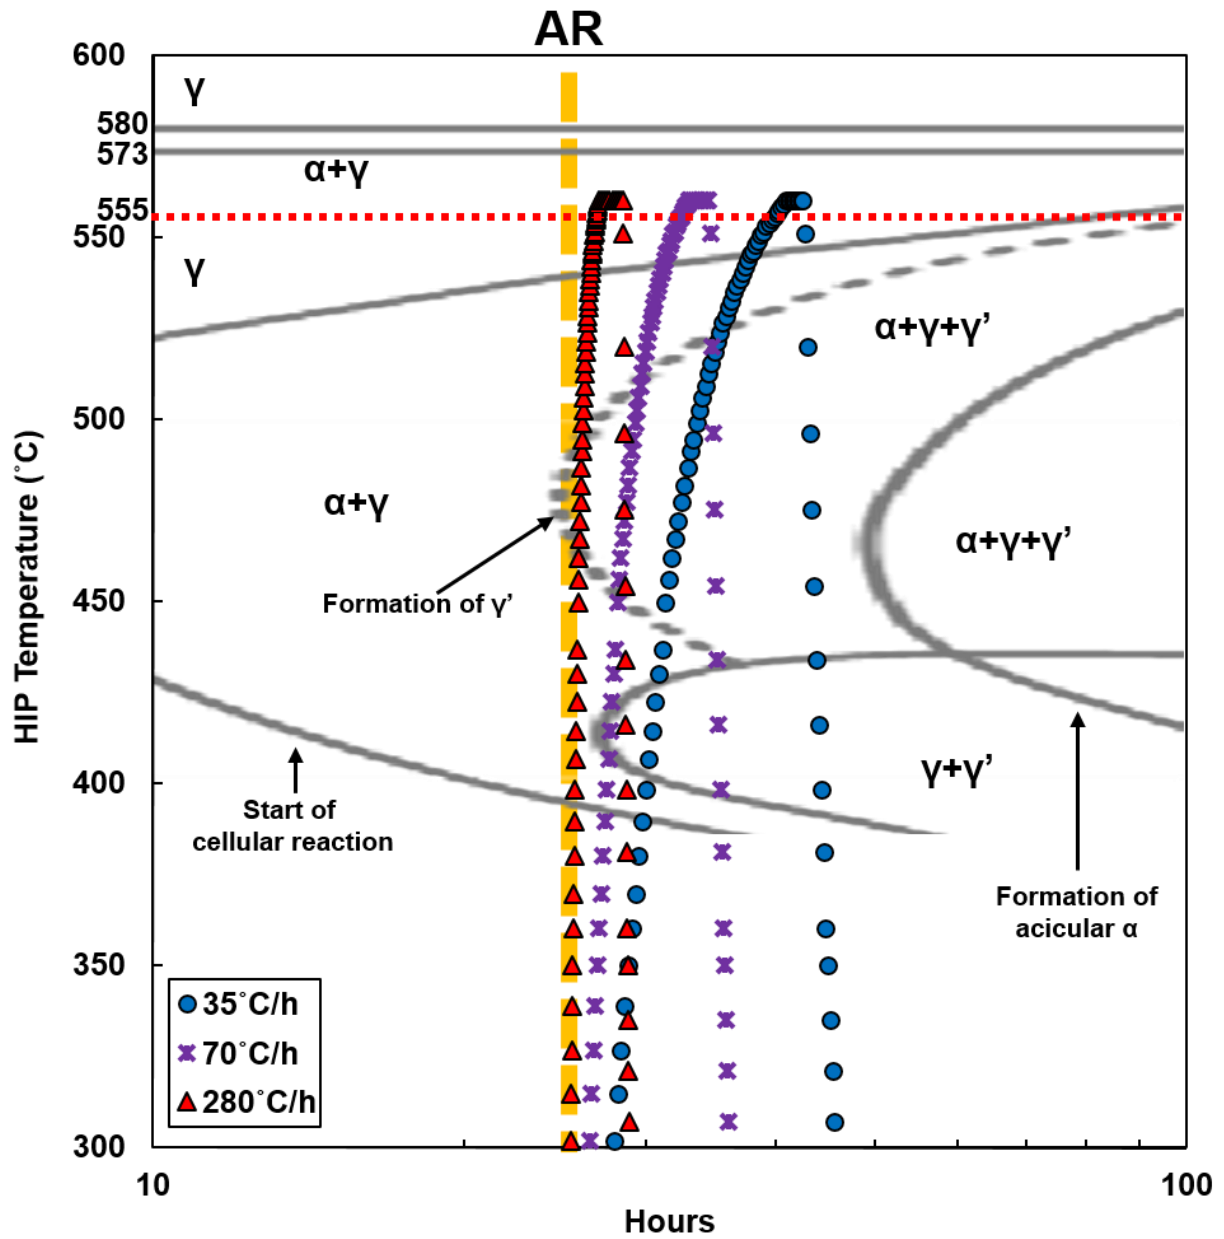 AR
600
γ
580
573
α+γ
555
550
γ
α+γ+γ’
500
α+γ
α+γ+γ’
HIP Temperature (˚C)
450
Formation of γ’
400
γ+γ’
Start of
cellular reaction
Formation of
acicular α
350
35˚C/h
70˚C/h
280˚C/h
300
10
100
Hours